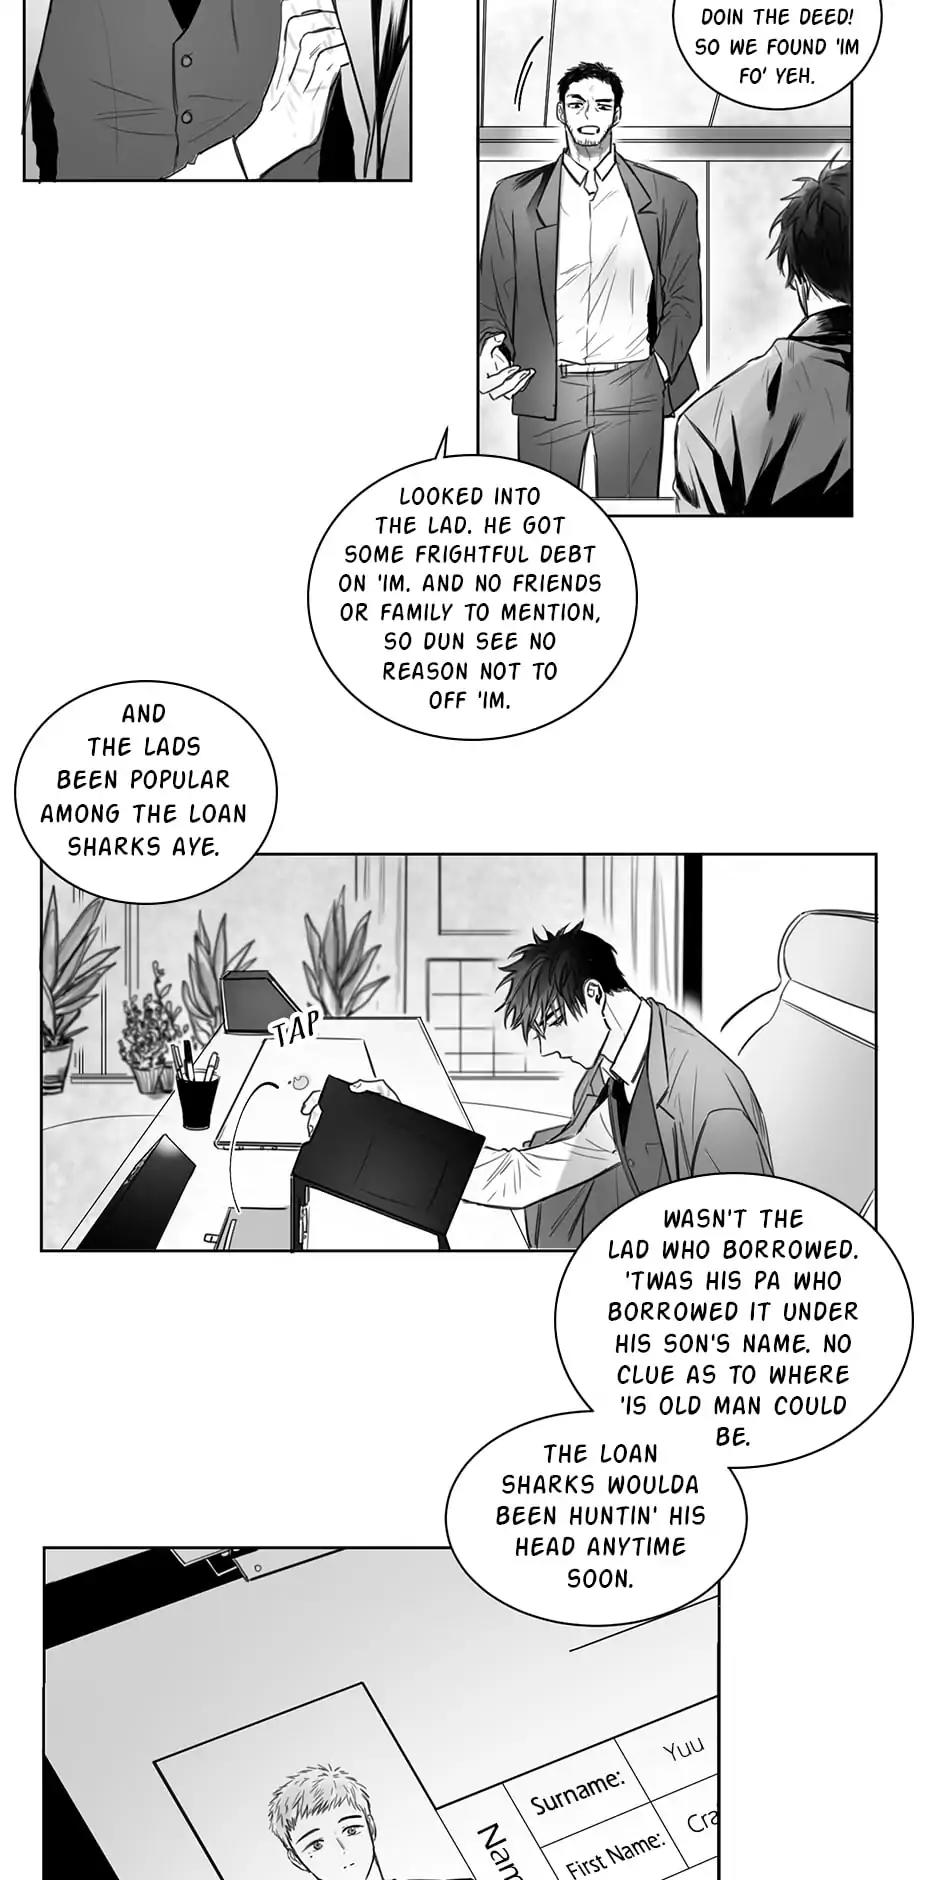 DOIN THE DEED!
SO WE FOUND 'IM
FO' YEH.
LOOKED INTO
THE LAD. HE GOT
SOME FRIGHTFUL DEBT
ON 'IM. AND NO FRIENDS
OR FAMILY TO MENTION,
SO DUN SEE NO
REASON NOT TO
OFF 'IM.
AND
THE LADS
BEEN POPULAR
AMONG THE LOAN
SHARKS AYE.
TAP
WASN'T THE
LAD WHO BORROWED.
'TWAS HIS PA WHO
BORROWED IT UNDER
HIS SON'S NAME. NO
CLUE AS TO WHERE
'IS OLD MAN COULD
BE.
THE LOAN
SHARKS WOULDA
BEEN HUNTIN' HIS
HEAD ANYTIME
SOON.
Surname: Yuu
First Name: Cra
Nam